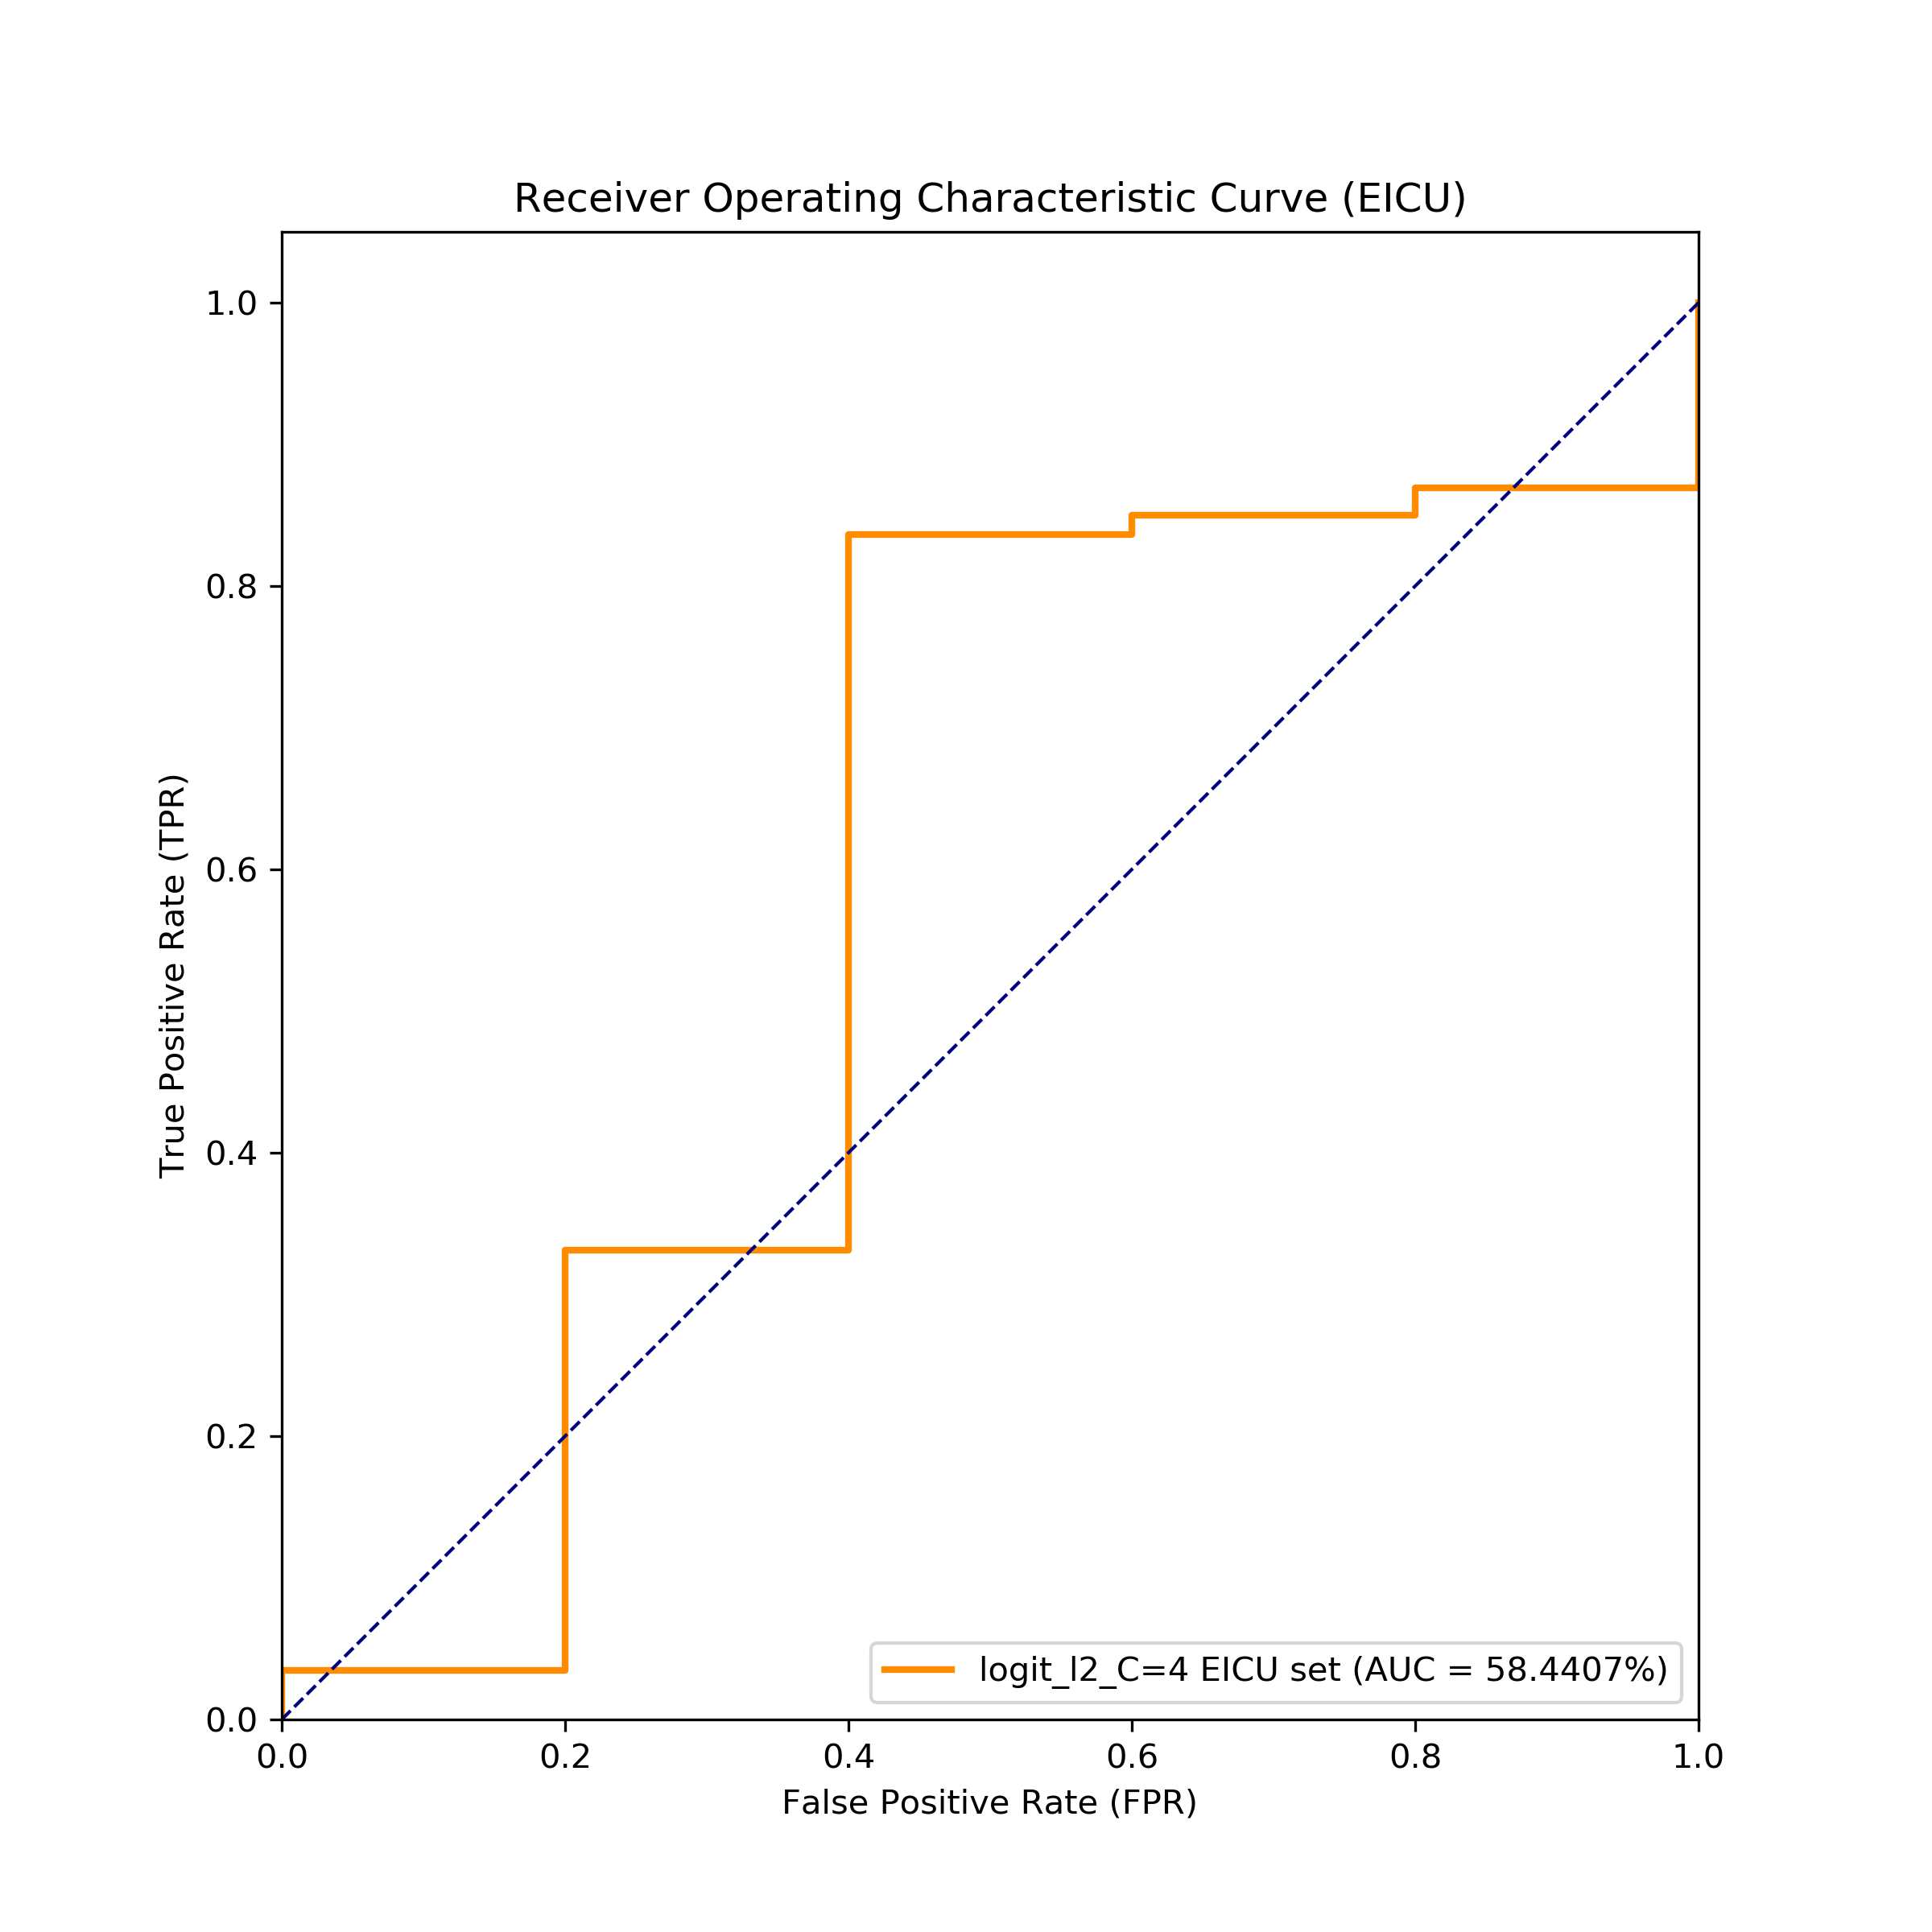 Receiver Operating Characteristic Curve (EICU)
True Positive Rate (TPR)
1.0
0.8
0.6
0.4
0.2
0.0
0.0 0.2 0.4 0.6 0.8 1.0
False Positive Rate (FPR)
logit_l2_C=4 EICU set (AUC = 58.4407%)